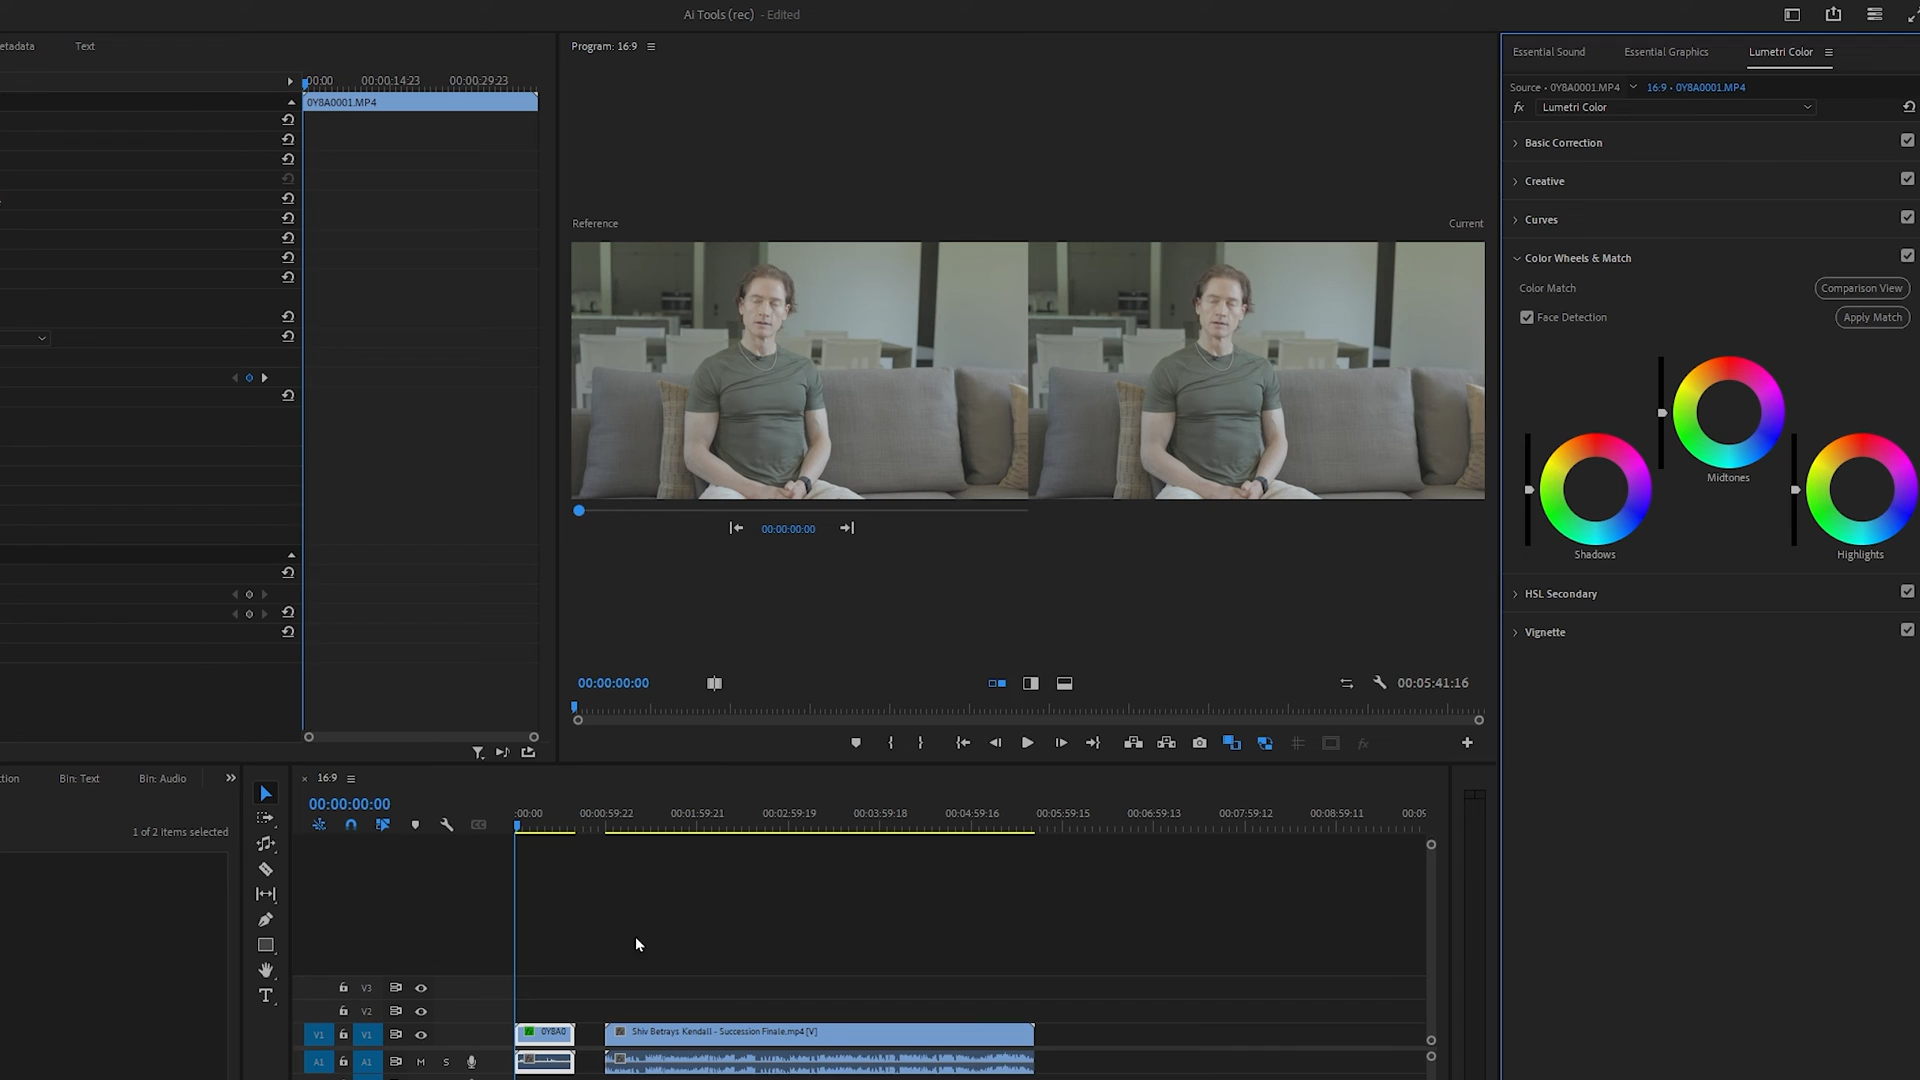 Ai Tools (rec) - Edited
etadata
Text
:00:00
00:00:14:23
00:00:29:23
0Y8A0001.MP4
Program: 16:9
Reference
Current
00:00:00:00
00:00:00:00
00:05:41:16
Essential Sound
Essential Graphics
Lumetri Color
Source • 0Y8A0001.MP4
16:9 • 0Y8A0001.MP4
fx
Lumetri Color
Basic Correction
Creative
Curves
Color Wheels & Match
Color Match
Comparison View
Face Detection
Apply Match
Midtones
Shadows
Highlights
HSL Secondary
Vignette
ction
Bin: Text
Bin: Audio
1 of 2 items selected
16:9
00:00:00:00
:00:00
00:00:59:22
00:01:59:21
00:02:59:19
00:03:59:18
00:04:59:16
00:05:59:15
00:06:59:13
00:07:59:12
00:08:59:11
00:09
V3
V2
V1
V1
0Y8A0
Shiv Betrays Kendall - Succession Finale.mp4 [V]
A1
A1
M
S